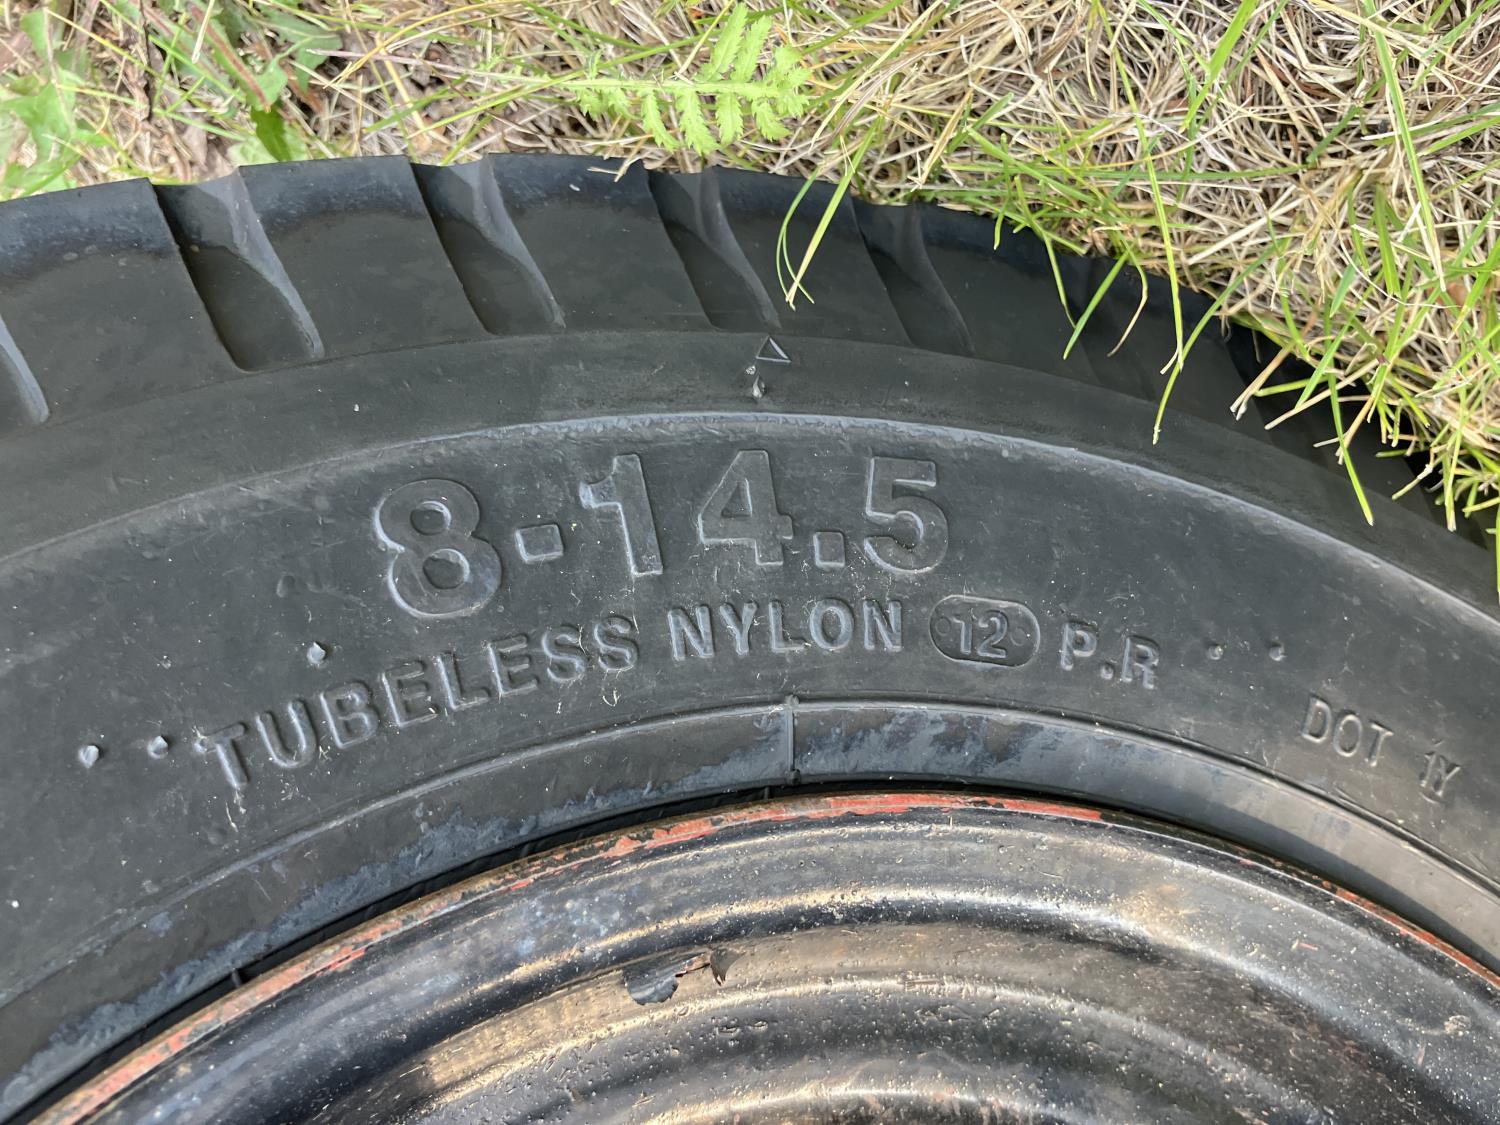 8-14.5
TUBELESS NYLON 12 P.R
DOT 1Y